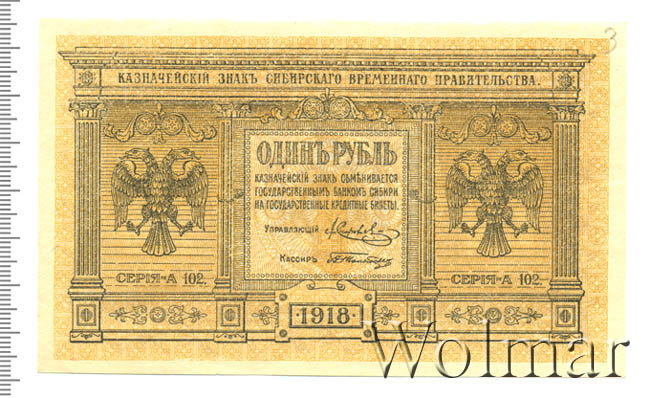 КАЗНАЧЕЙСКІЙ ЗНАКЪ СИБИРСКАГО ВРЕМЕННАГО ПРАВИТЕЛЬСТВА.
ОДИНЪ РУБЛЬ
КАЗНАЧЕЙСКІЙ ЗНАКЪ ОБМѢНИВАЕТСЯ
ГОСУДАРСТВЕННЫМЪ БАНКОМЪ СИБИРИ
НА ГОСУДАРСТВЕННЫЕ КРЕДИТНЫЕ БИЛЕТЫ.
УПРАВЛЯЮЩІЙ
КАССИРЪ
СЕРІЯ-А 102.
СЕРІЯ-А 102.
·1918·
Wolmar
3